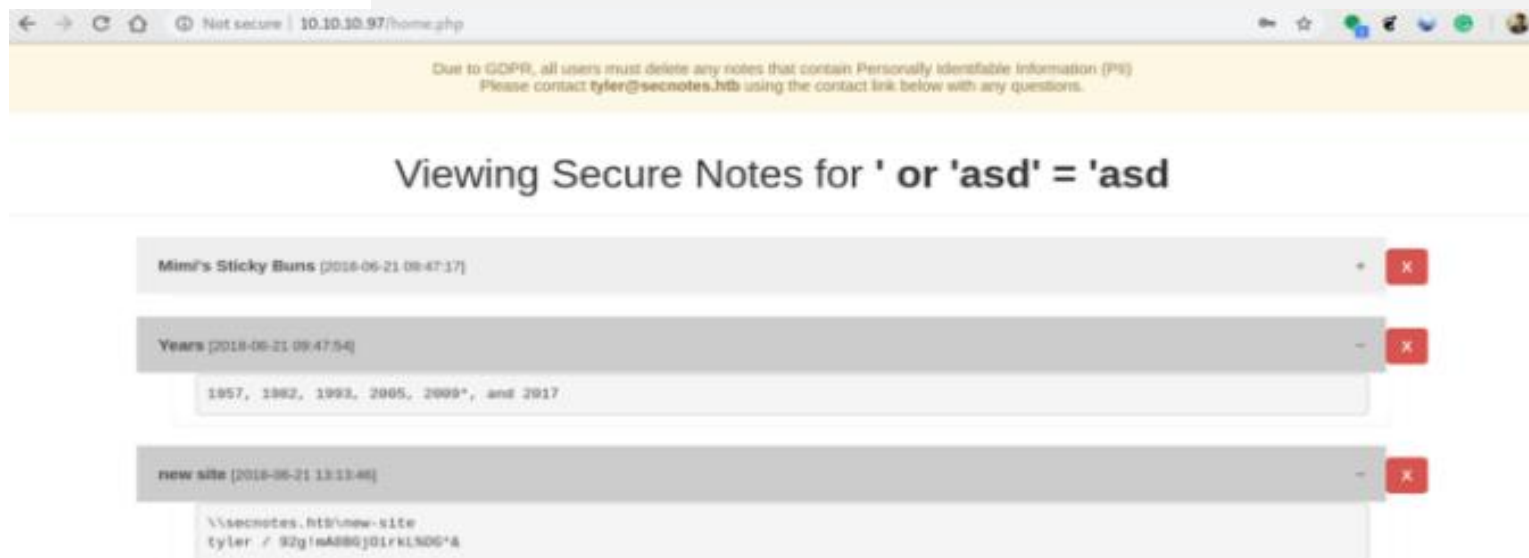 Not secure | 10.10.10.97/home.php
Due to GDPR, all users must delete any notes that contain Personally Identifable Information (PII)
Please contact tyler@secnotes.htb using the contact link below with any questions.
Viewing Secure Notes for ' or 'asd' = 'asd
Mimi's Sticky Buns [2018-06-21 09:47:17]
+ X
Years [2018-06-21 09:47:54]
- X
1957, 1982, 1993, 2005, 2009*, and 2017
new site [2018-06-21 13:13:46]
- X
\\secnotes.htb\new-site
tyler /